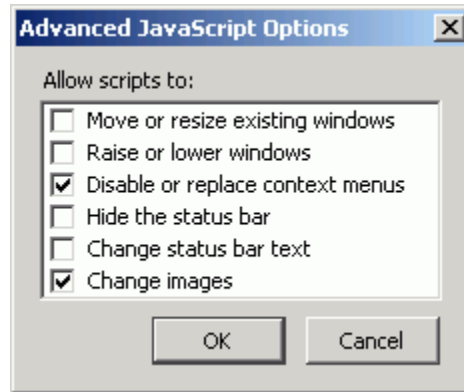 Advanced JavaScript Options
Allow scripts to:
Move or resize existing windows
Raise or lower windows
Disable or replace context menus
Hide the status bar
Change status bar text
Change images
OK
Cancel